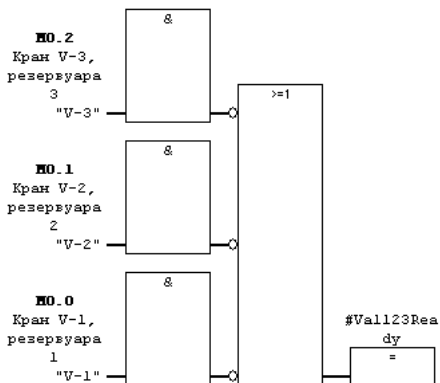 &
M0.2
Кран V-3,
резервуара
3
"V-3"
>=1
&
M0.1
Кран V-2,
резервуара
2
"V-2"
&
M0.0
Кран V-1,
резервуара
1
"V-1"
#Val123Rea
dy
=